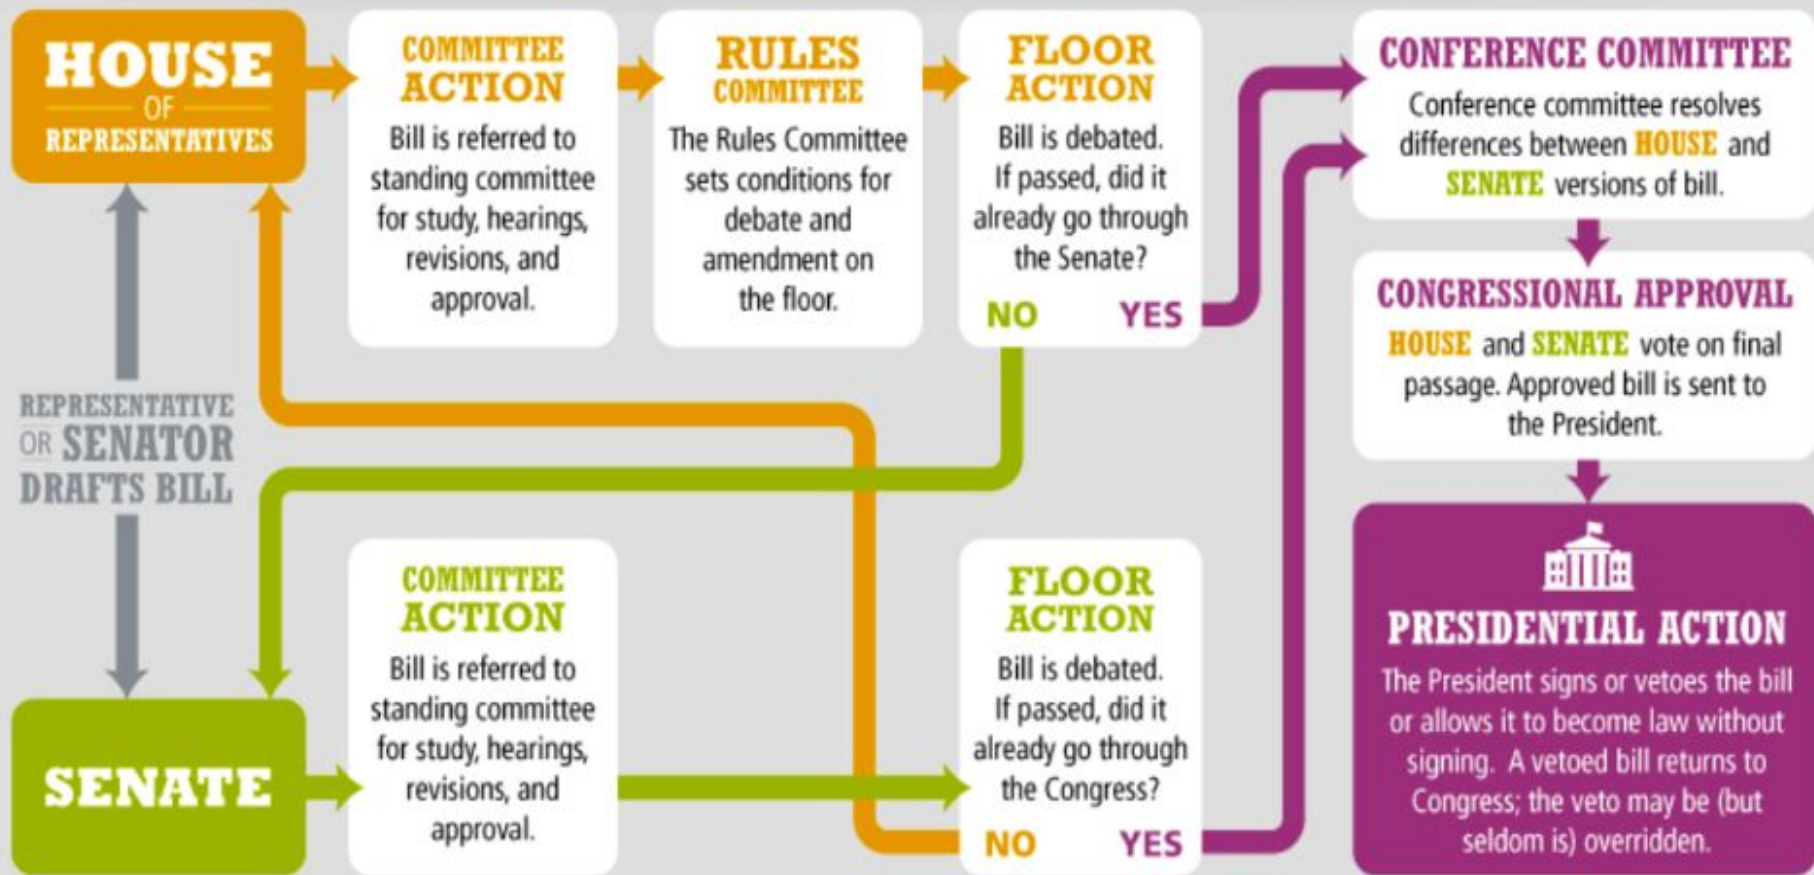 HOUSE
OF
REPRESENTATIVES
COMMITTEE
ACTION
Bill is referred to
standing committee
for study, hearings,
revisions, and
approval.
RULES
COMMITTEE
The Rules Committee
sets conditions for
debate and
amendment on
the floor.
FLOOR
ACTION
Bill is debated.
If passed, did it
already go through
the Senate?
NO YES
CONFERENCE COMMITTEE
Conference committee resolves
differences between HOUSE and
SENATE versions of bill.
CONGRESSIONAL APPROVAL
HOUSE and SENATE vote on final
passage. Approved bill is sent to
the President.
REPRESENTATIVE
OR SENATOR
DRAFTS BILL
SENATE
COMMITTEE
ACTION
Bill is referred to
standing committee
for study, hearings,
revisions, and
approval.
FLOOR
ACTION
Bill is debated.
If passed, did it
already go through
the Congress?
NO YES
PRESIDENTIAL ACTION
The President signs or vetoes the bill
or allows it to become law without
signing. A vetoed bill returns to
Congress; the veto may be (but
seldom is) overridden.